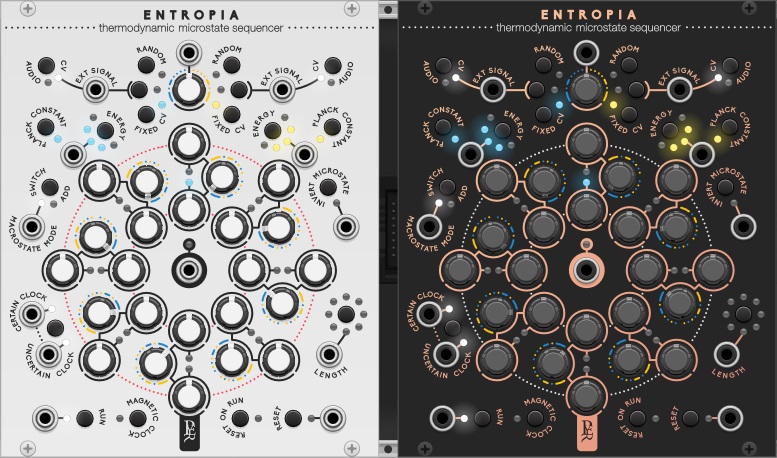 ENTROPIA
thermodynamic microstate sequencer
RANDOM
RANDOM
AUDIO
CV
EXT SIGNAL
EXT SIGNAL
CV
AUDIO
FIXED CV
FIXED CV
PLANCK CONSTANT
ENERGY
ENERGY
PLANCK CONSTANT
SWITCH
ADD
MACROSTATE MODE
INVERT MICROSTATE
CERTAIN CLOCK
UNCERTAIN CLOCK
LENGTH
RUN
MAGNETIC CLOCK
RESET ON RUN
RESET
ENTROPIA
thermodynamic microstate sequencer
RANDOM
RANDOM
AUDIO
CV
EXT SIGNAL
EXT SIGNAL
CV
AUDIO
FIXED CV
FIXED CV
PLANCK CONSTANT
ENERGY
ENERGY
PLANCK CONSTANT
SWITCH
ADD
MACROSTATE MODE
INVERT MICROSTATE
CERTAIN CLOCK
UNCERTAIN CLOCK
LENGTH
RUN
MAGNETIC CLOCK
RESET ON RUN
RESET